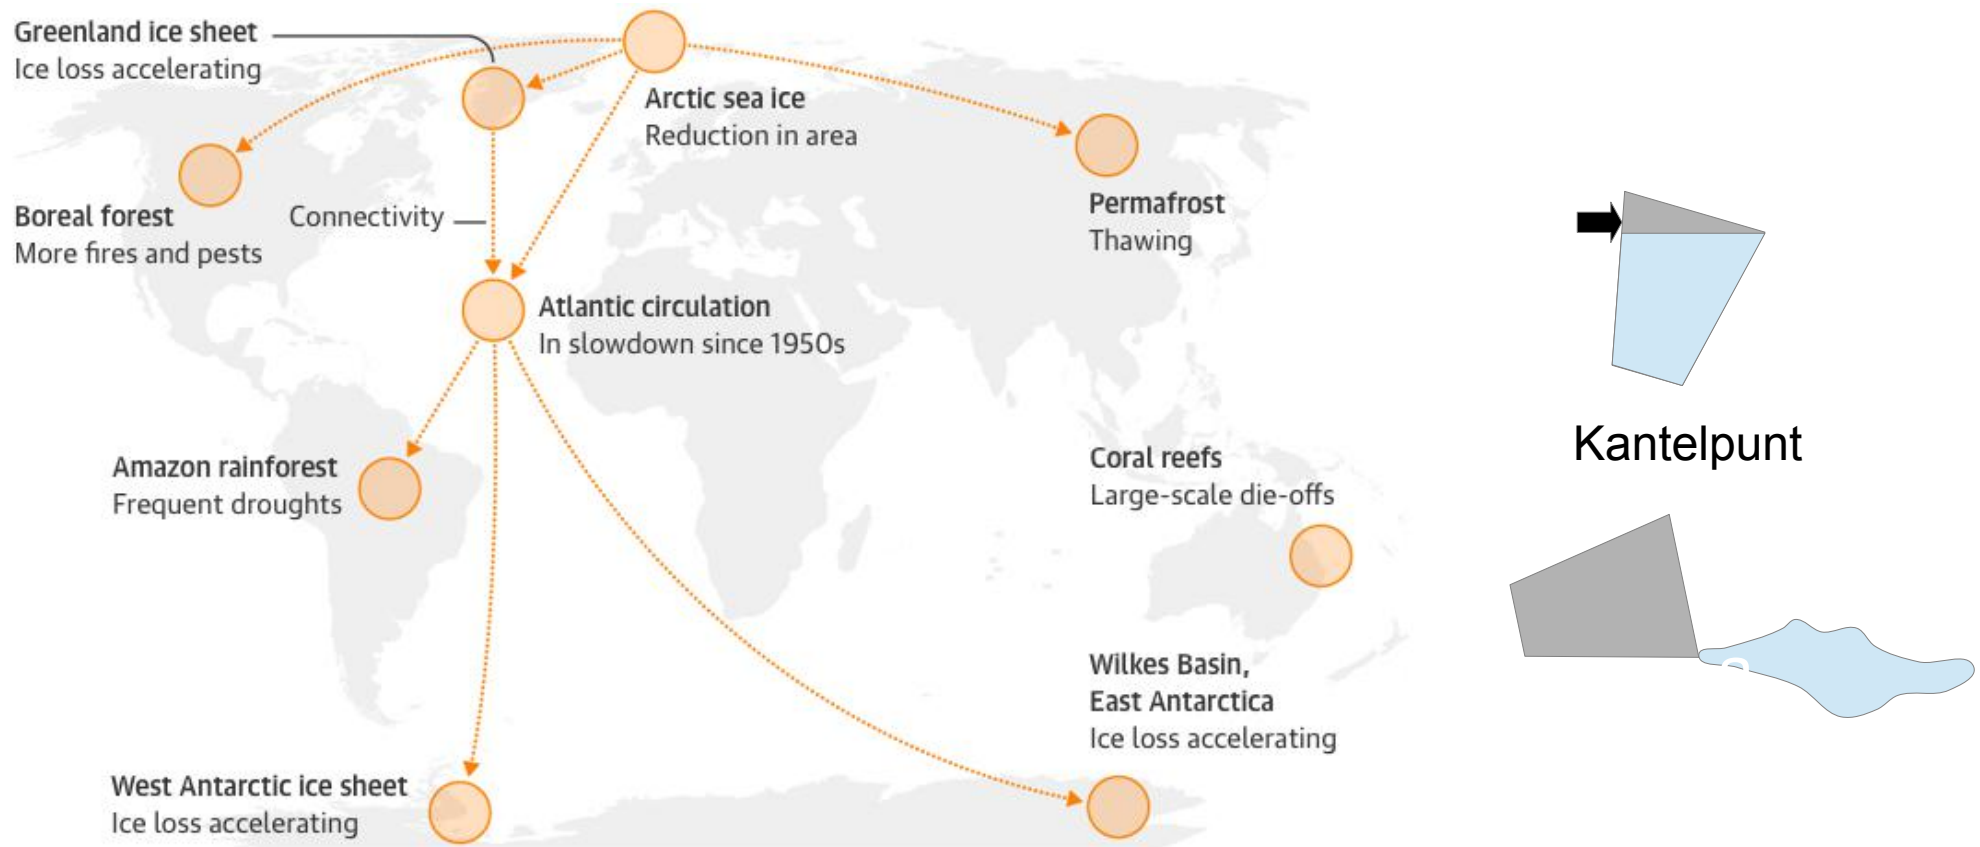 Greenland ice sheet
Ice loss accelerating
Arctic sea ice
Reduction in area
Boreal forest
More fires and pests
Connectivity
Permafrost
Thawing
Atlantic circulation
In slowdown since 1950s
Kantelpunt
Amazon rainforest
Frequent droughts
Coral reefs
Large-scale die-offs
Wilkes Basin,
East Antarctica
Ice loss accelerating
West Antarctic ice sheet
Ice loss accelerating